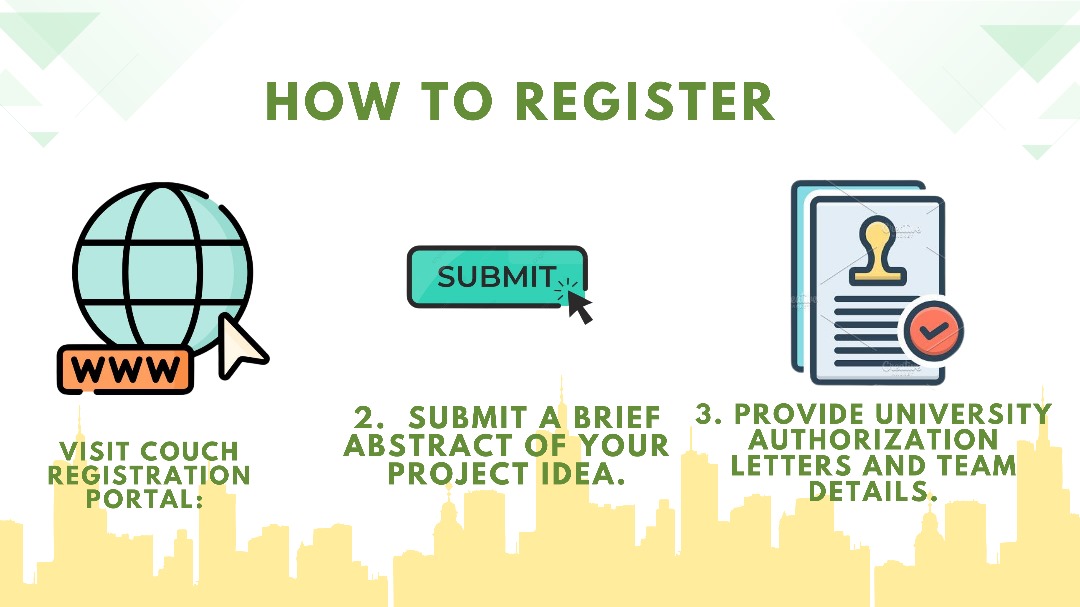 HOW TO REGISTER
WWW
VISIT COUCH
REGISTRATION
PORTAL:
SUBMIT
2. SUBMIT A BRIEF
ABSTRACT OF YOUR
PROJECT IDEA.
3. PROVIDE UNIVERSITY
AUTHORIZATION
LETTERS AND TEAM
DETAILS.